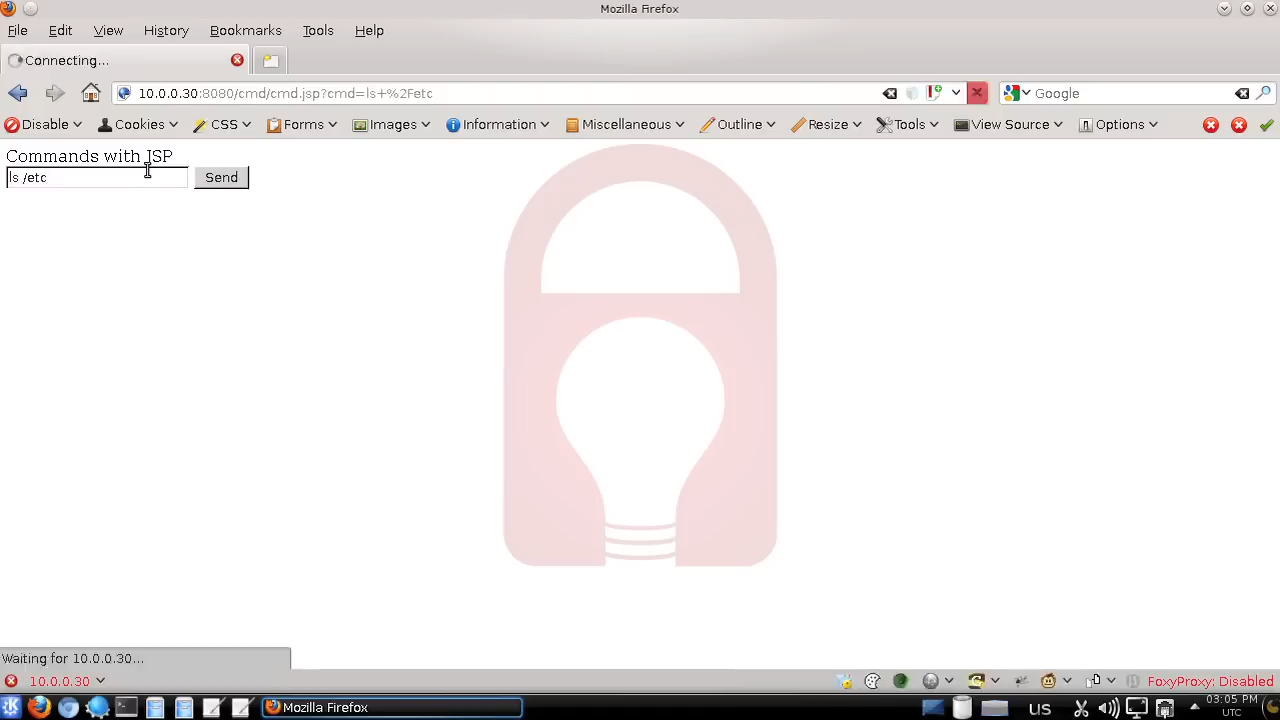 Mozilla Firefox
File Edit View History Bookmarks Tools Help
Connecting...
10.0.0.30:8080/cmd/cmd.jsp?cmd=ls+%2Fetc Google
Disable Cookies CSS Forms Images Information Miscellaneous Outline Resize Tools View Source Options
Commands with JSP
ls /etc Send
Waiting for 10.0.0.30...
10.0.0.30 FoxyProxy: Disabled
Mozilla Firefox US 03:05 PM
UTC